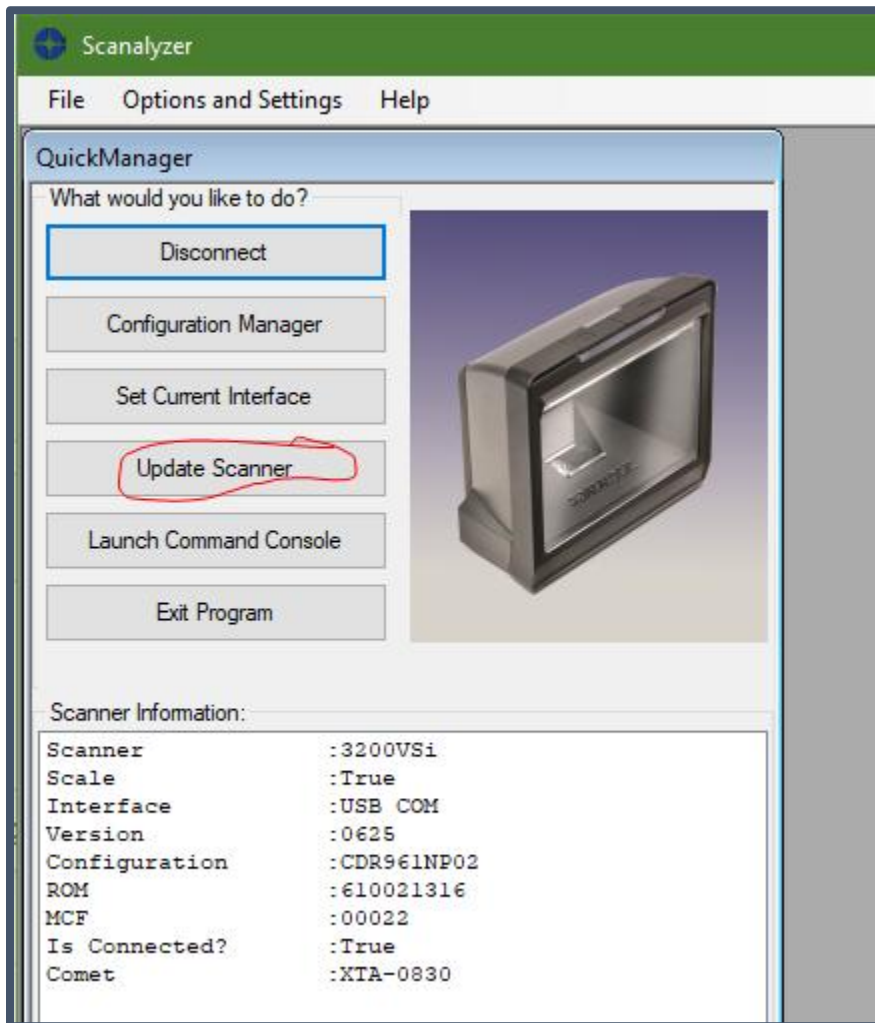 Scanalyzer
File Options and Settings Help
QuickManager
What would you like to do?
Disconnect
Configuration Manager
Set Current Interface
Update Scanner
Launch Command Console
Exit Program
Scanner Information:
Scanner :3200VSi
Scale :True
Interface :USB COM
Version :0625
Configuration :CDR961NP02
ROM :610021316
MCF :00022
Is Connected? :True
Comet :XTA-0830